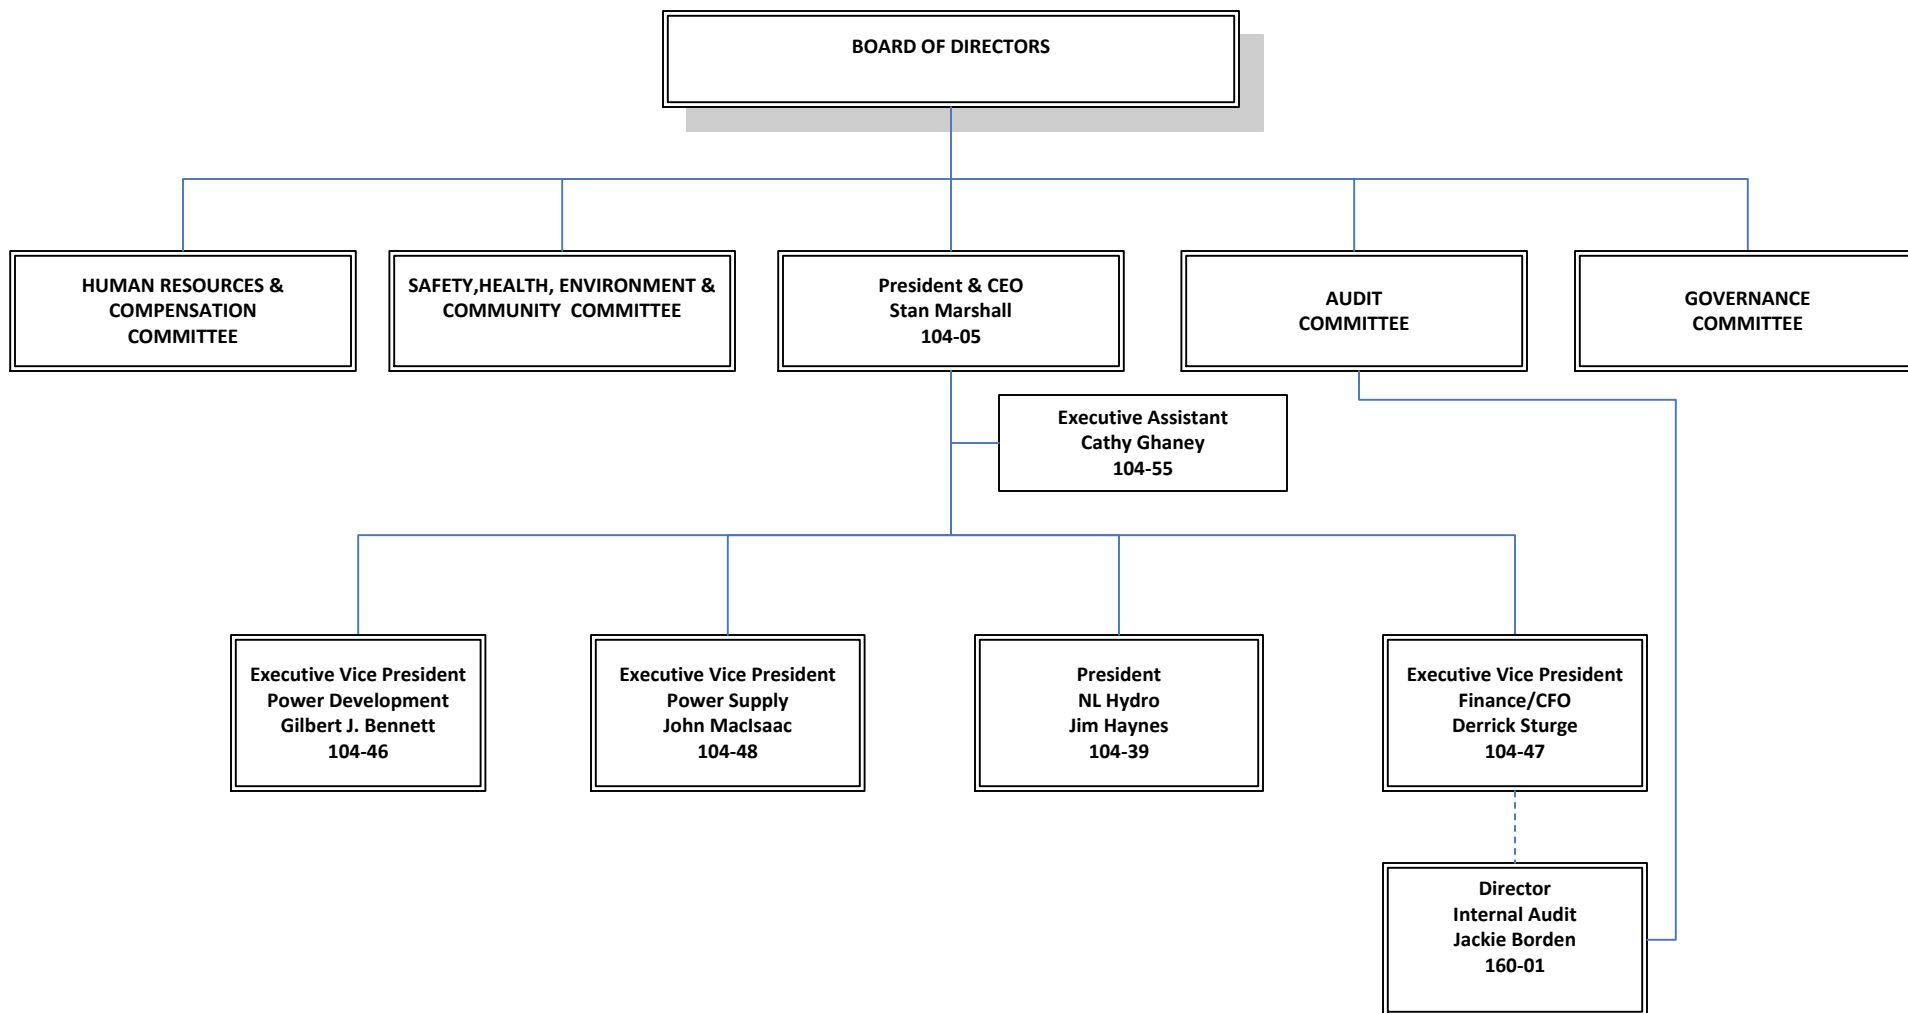 BOARD OF DIRECTORS
HUMAN RESOURCES &
COMPENSATION
COMMITTEE
SAFETY,HEALTH, ENVIRONMENT &
COMMUNITY  COMMITTEE
President & CEO
Stan Marshall
104-05
AUDIT
COMMITTEE
GOVERNANCE
COMMITTEE
Executive Assistant
Cathy Ghaney
104-55
Executive Vice President
Power Development
Gilbert J. Bennett
104-46
Executive Vice President
Power Supply
John MacIsaac
104-48
President
NL Hydro
Jim Haynes
104-39
Executive Vice President
Finance/CFO
Derrick Sturge
104-47
Director
Internal Audit
Jackie Borden
160-01